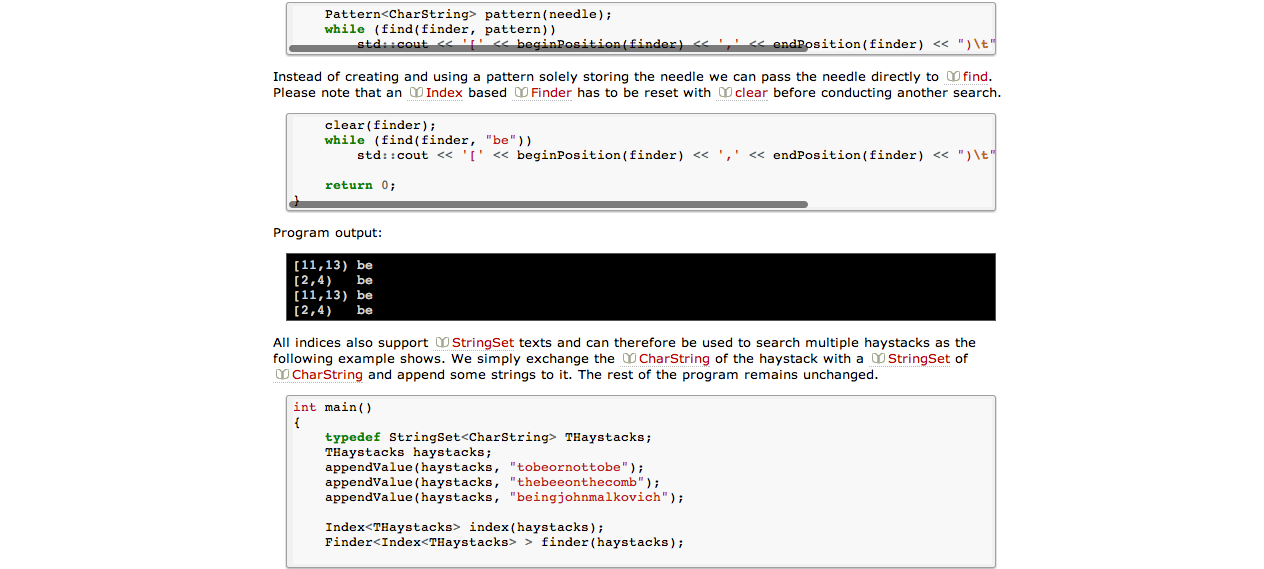 Pattern<CharString> pattern(needle);
while (find(finder, pattern))
std::cout << '[' << beginPosition(finder) << ',' << endPosition(finder) << ")\t"
Instead of creating and using a pattern solely storing the needle we can pass the needle directly to find.
Please note that an Index based Finder has to be reset with clear before conducting another search.
clear(finder);
while (find(finder, "be"))
std::cout << '[' << beginPosition(finder) << ',' << endPosition(finder) << ")\t"
return 0;
}
Program output:
[11,13) be
[2,4) be
[11,13) be
[2,4) be
All indices also support StringSet texts and can therefore be used to search multiple haystacks as the
following example shows. We simply exchange the CharString of the haystack with a StringSet of
CharString and append some strings to it. The rest of the program remains unchanged.
int main()
{
typedef StringSet<CharString> THaystacks;
THaystacks haystacks;
appendValue(haystacks, "tobeornottobe");
appendValue(haystacks, "thebeeonthecomb");
appendValue(haystacks, "beingjohnmalkovich");
Index<THaystacks> index(haystacks);
Finder<Index<THaystacks> > finder(haystacks);